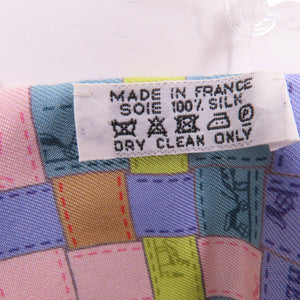 MADE IN FRANCE
SOIE 100% SILK
DRY CLEAN ONLY